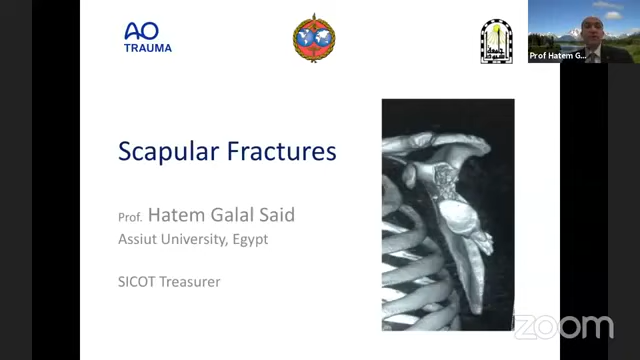 AO
TRAUMA
Prof Hatem G...
Scapular Fractures
Prof. Hatem Galal Said
Assiut University, Egypt
SICOT Treasurer
zoom